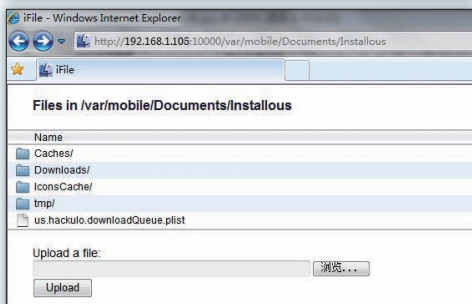 iFile - Windows Internet Explorer
http://192.168.1.105:10000/var/mobile/Documents/Installous
iFile
Files in /var/mobile/Documents/Installous
Name
Caches/
Downloads/
IconsCache/
tmp/
us.hackulo.downloadQueue.plist
Upload a file:
浏览...
Upload